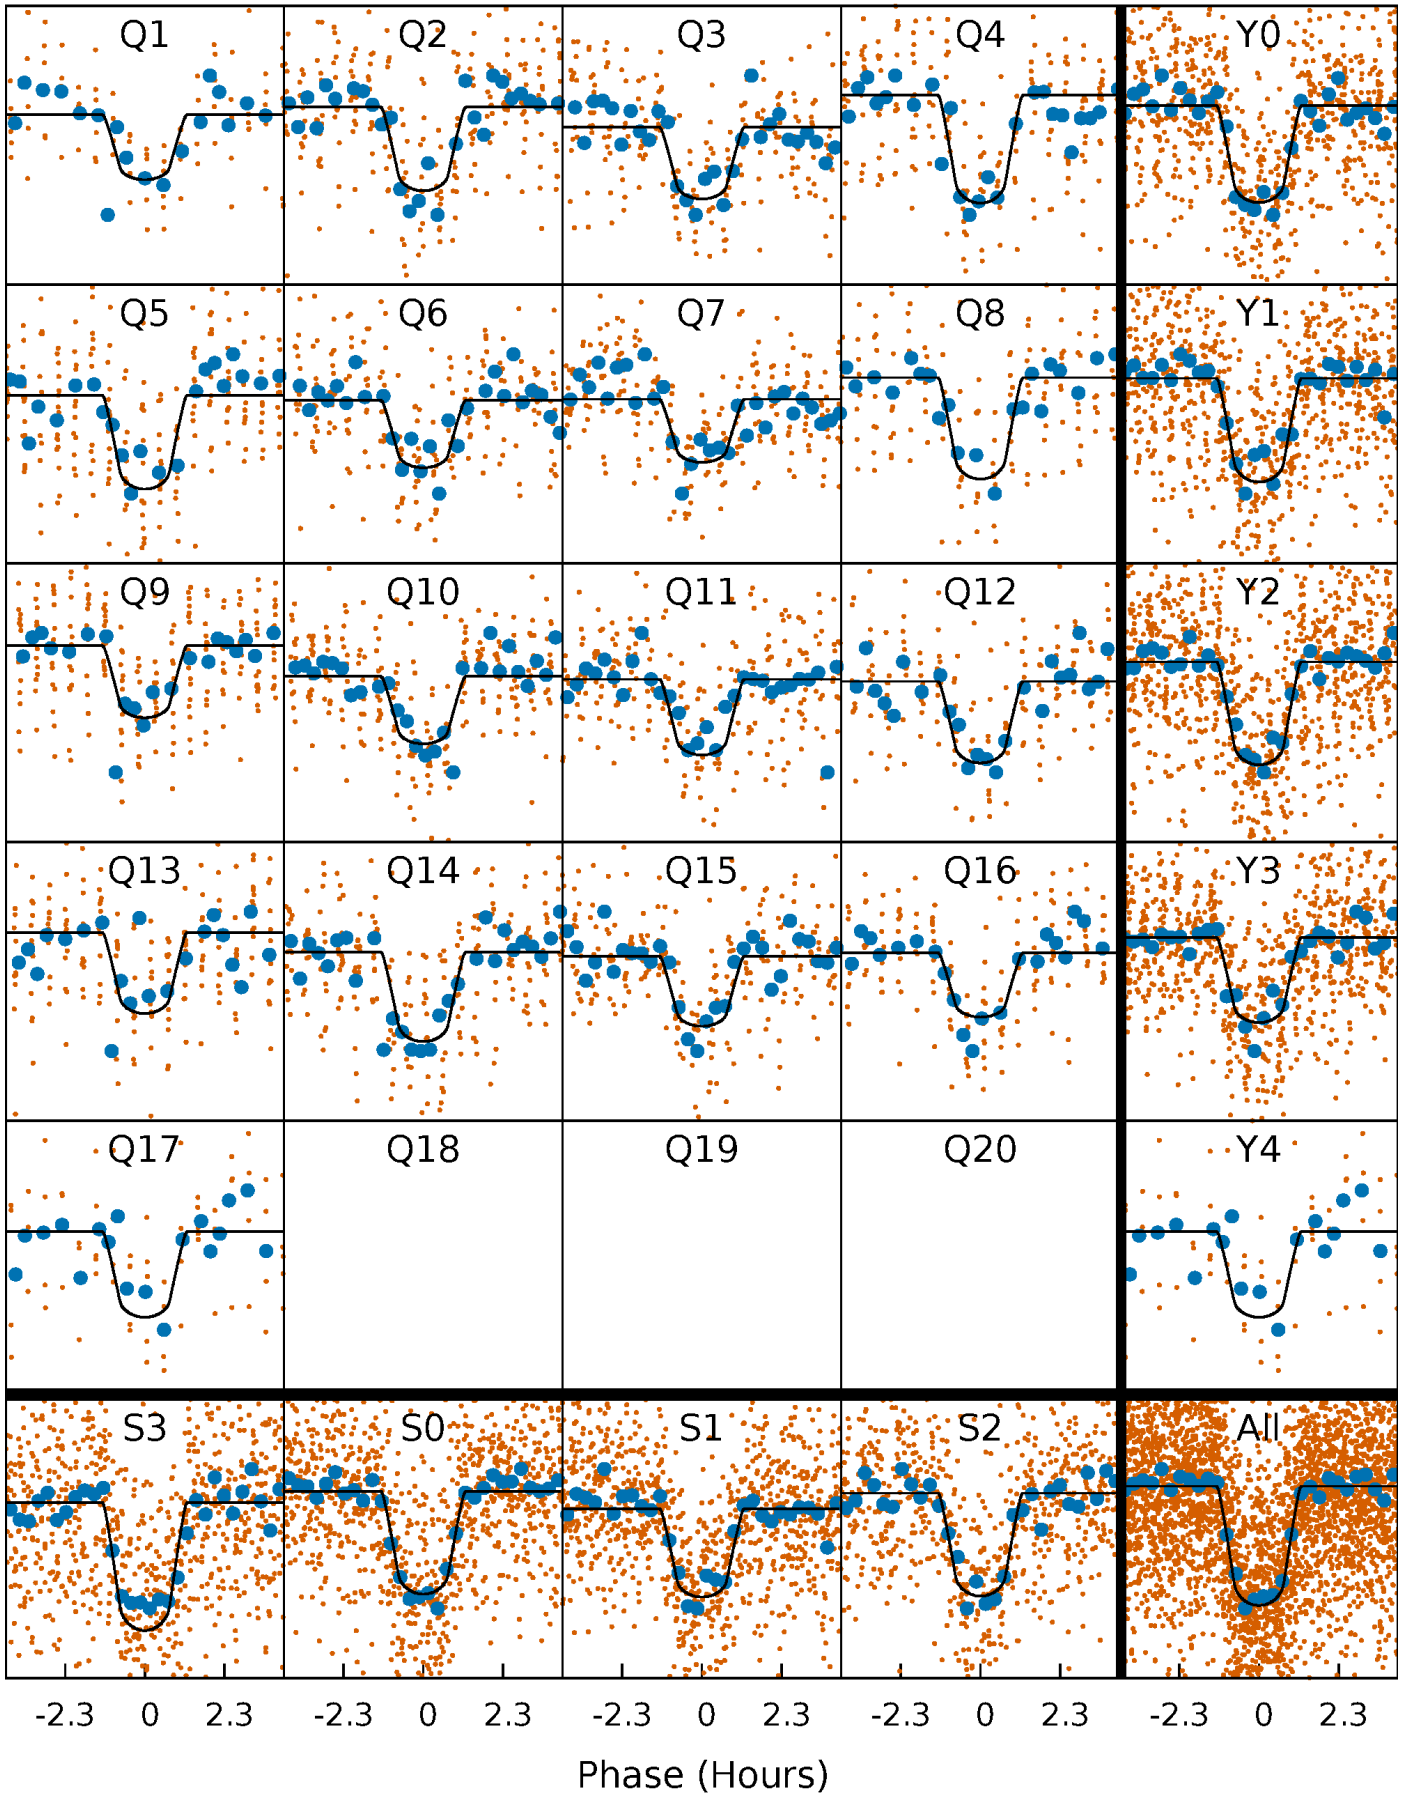 Q1 Q2 Q3 Q4 Y0
Q5 Q6 Q7 Q8 Y1
Q9 Q10 Q11 Q12 Y2
Q13 Q14 Q15 Q16 Y3
Q17 Q18 Q19 Q20 Y4
S3 S0 S1 S2 All
-2.3 0 2.3 -2.3 0 2.3 -2.3 0 2.3 -2.3 0 2.3 -2.3 0 2.3
Phase (Hours)